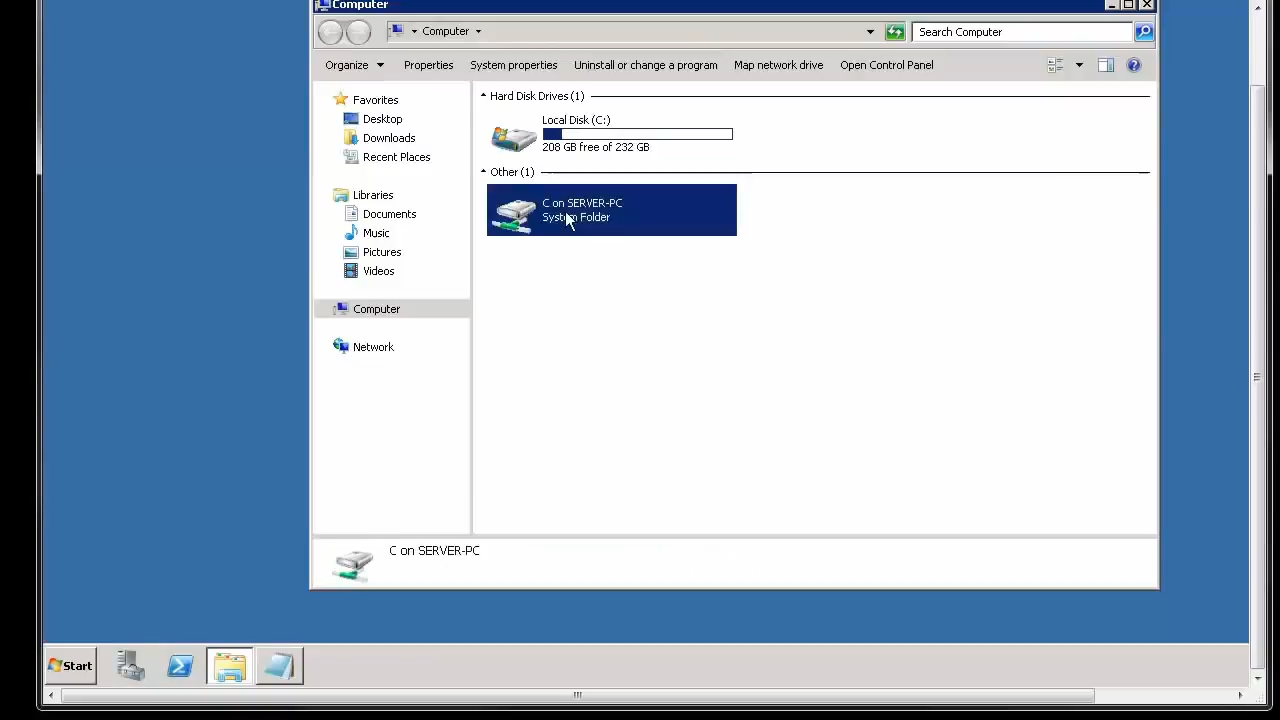 Computer
Computer
Search Computer
Organize Properties System properties Uninstall or change a program Map network drive Open Control Panel
Favorites
Desktop
Downloads
Recent Places
Libraries
Documents
Music
Pictures
Videos
Computer
Network
Hard Disk Drives (1)
Local Disk (C:)
208 GB free of 232 GB
Other (1)
C on SERVER-PC
System Folder
C on SERVER-PC
Start